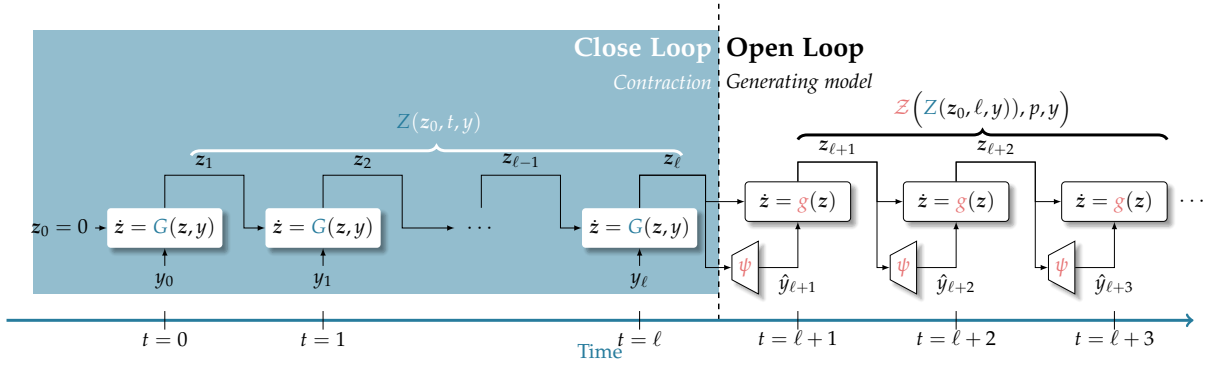 Close Loop Open Loop
Contraction Generating model
Z(z₀, t, y)
𝒵(Z(z₀, ℓ, y)), p, y)
z₁ z₂ z_{ℓ−1} z_ℓ z_{ℓ+1} z_{ℓ+2}
z₀ = 0 ż = G(z, y) ż = G(z, y) ··· ż = G(z, y) ż = g(z) ż = g(z) ż = g(z) ···
ψ ψ ψ
y₀ y₁ y_ℓ ŷ_{ℓ+1} ŷ_{ℓ+2} ŷ_{ℓ+3}
t = 0 t = 1 t = ℓ t = ℓ + 1 t = ℓ + 2 t = ℓ + 3
Time